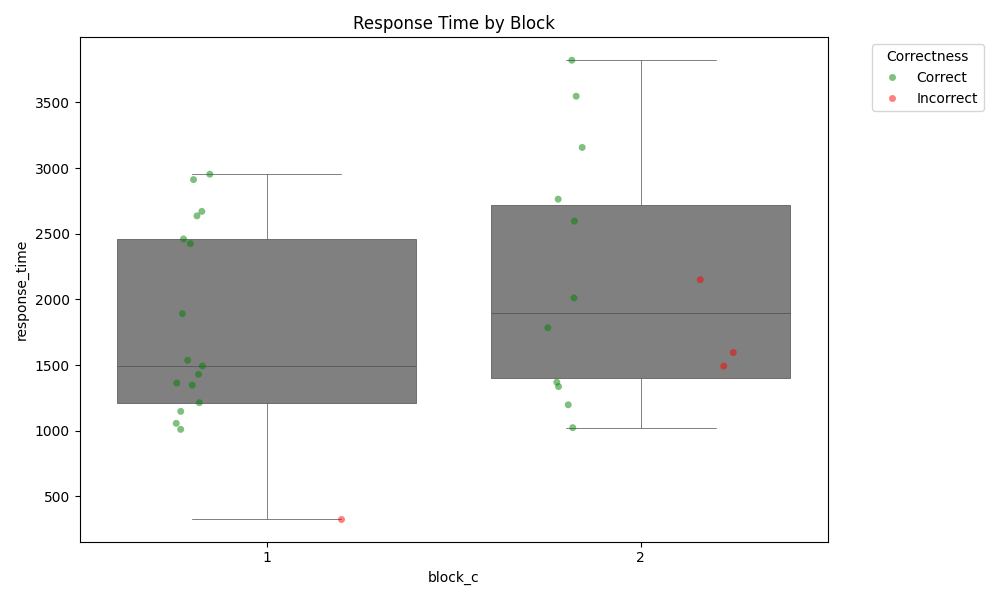 Response Time by Block
Correctness
Correct
Incorrect
response_time
3500
3000
2500
2000
1500
1000
500
1
2
block_c